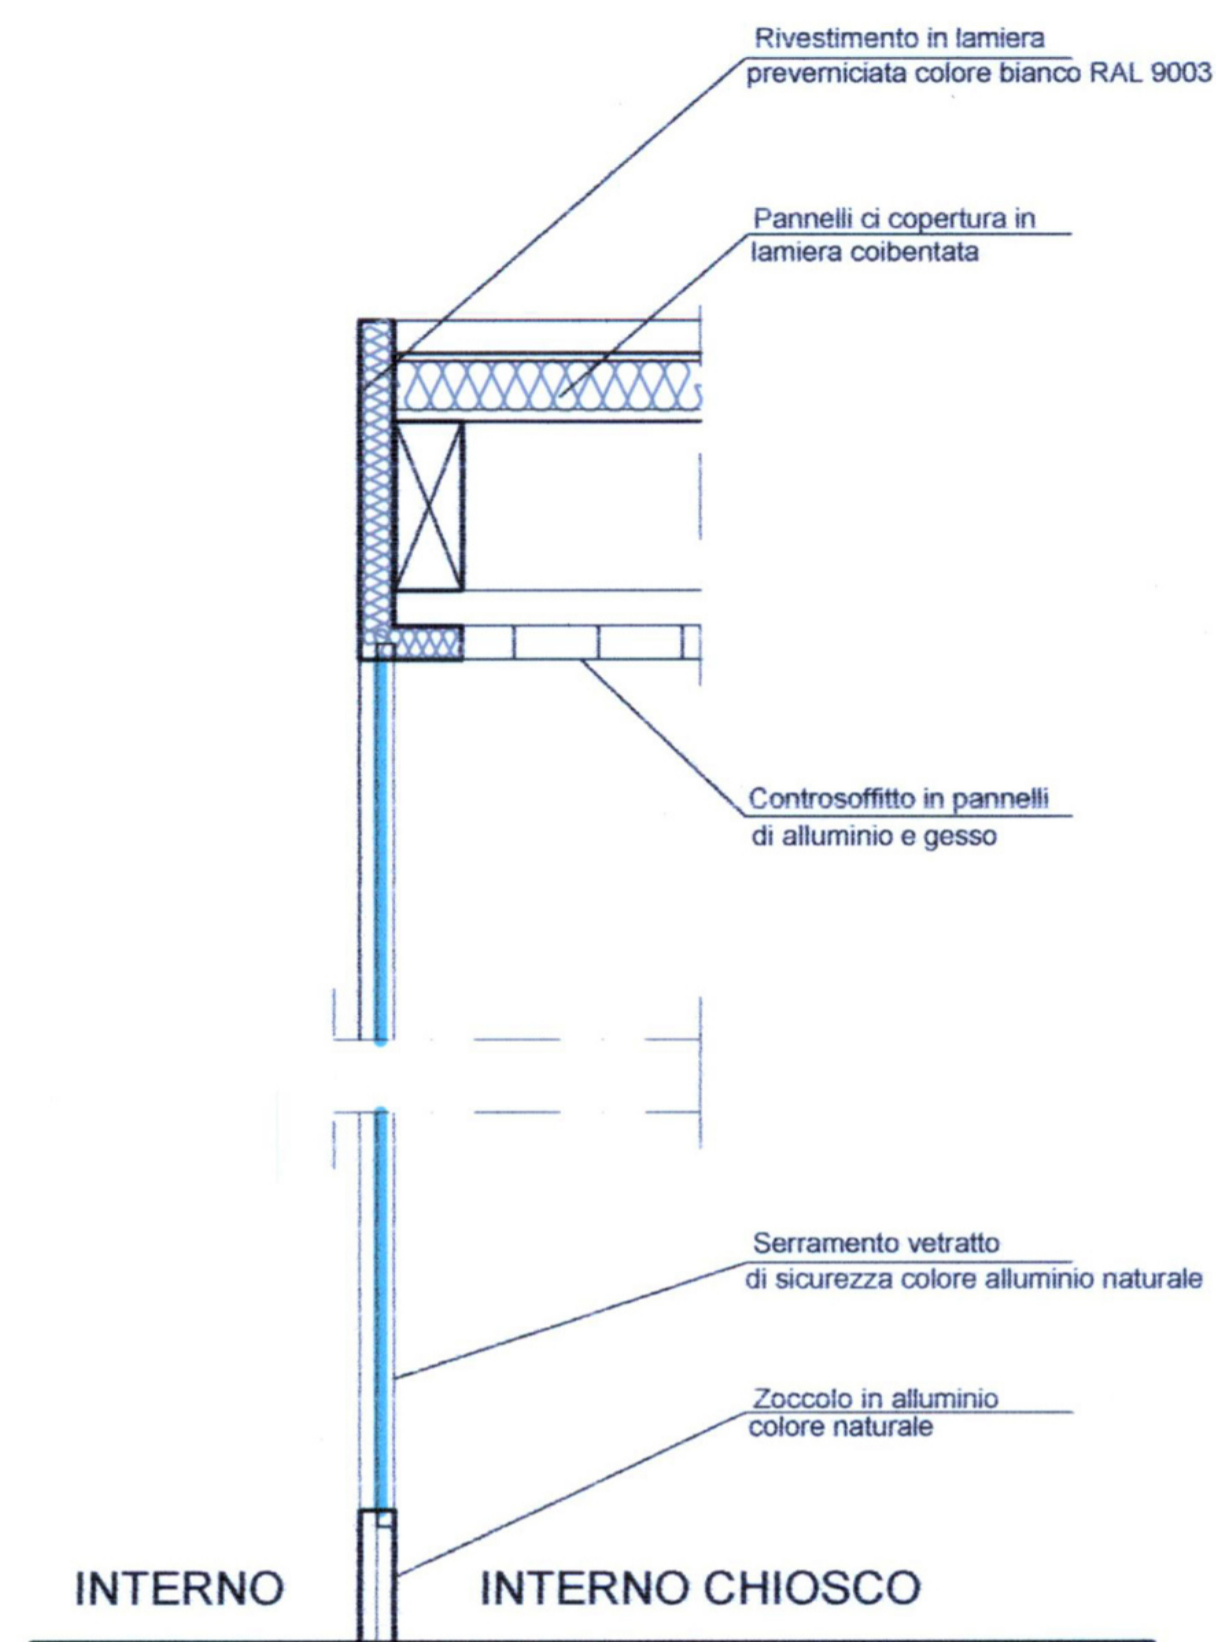 Rivestimento in lamiera
preverniciata colore bianco RAL 9003
Pannelli ci copertura in
lamiera coibentata
Controsoffitto in pannelli
di alluminio e gesso
Serramento vetratto
di sicurezza colore alluminio naturale
Zoccolo in alluminio
colore naturale
INTERNO
INTERNO CHIOSCO